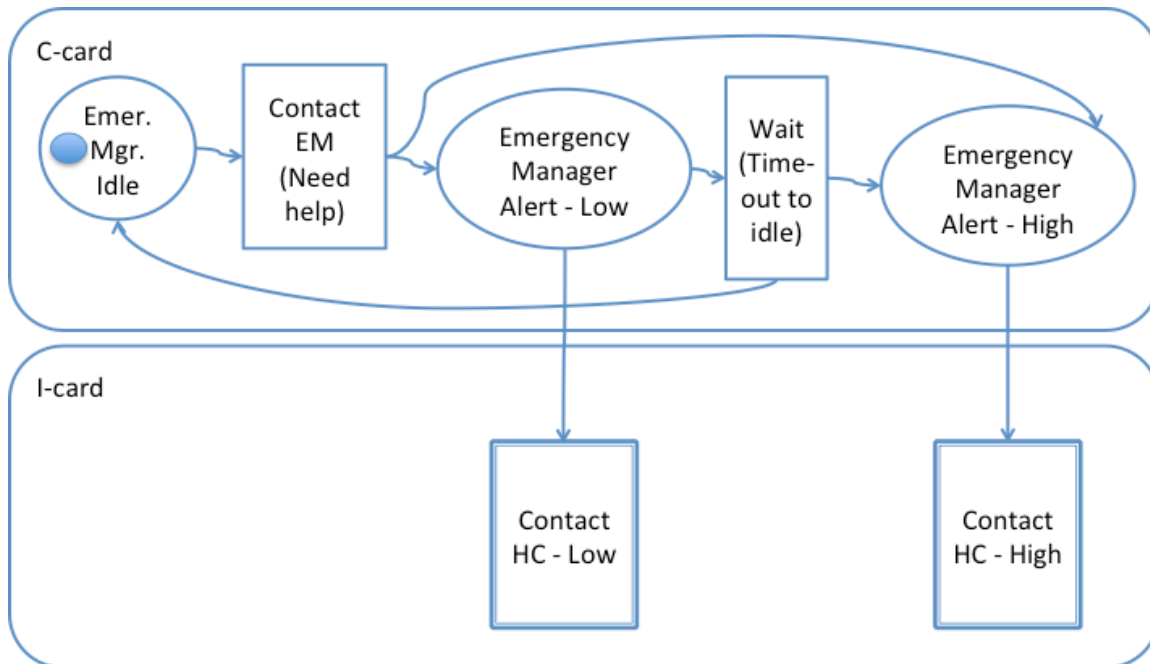 C-card
Emer.
Mgr.
Idle
Contact
EM
(Need
help)
Emergency
Manager
Alert - Low
Wait
(Time-
out to
idle)
Emergency
Manager
Alert - High
I-card
Contact
HC - Low
Contact
HC - High